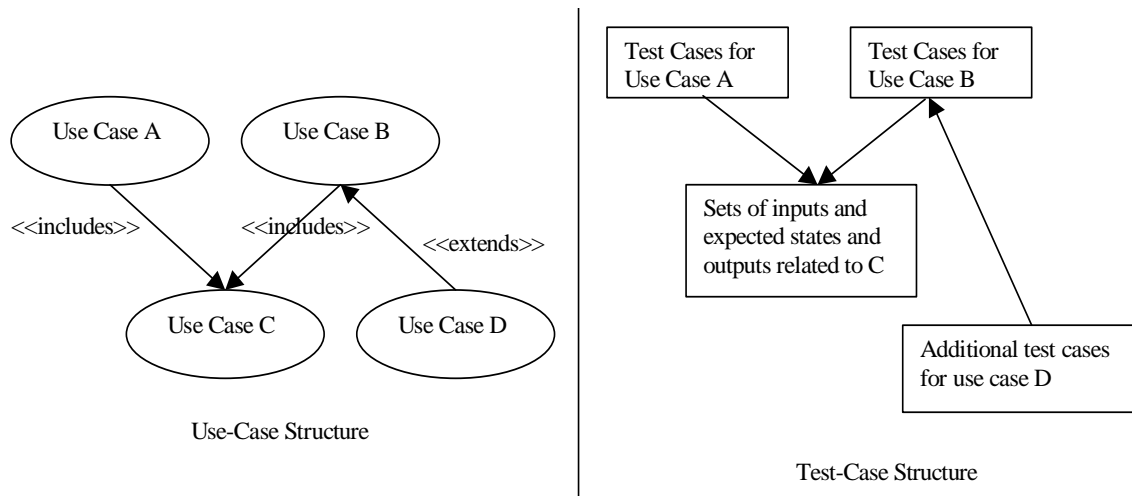 Use Case A
Use Case B
<<includes>>
<<includes>>
<<extends>>
Use Case C
Use Case D
Use-Case Structure
Test Cases for
Use Case A
Test Cases for
Use Case B
Sets of inputs and
expected states and
outputs related to C
Additional test cases
for use case D
Test-Case Structure